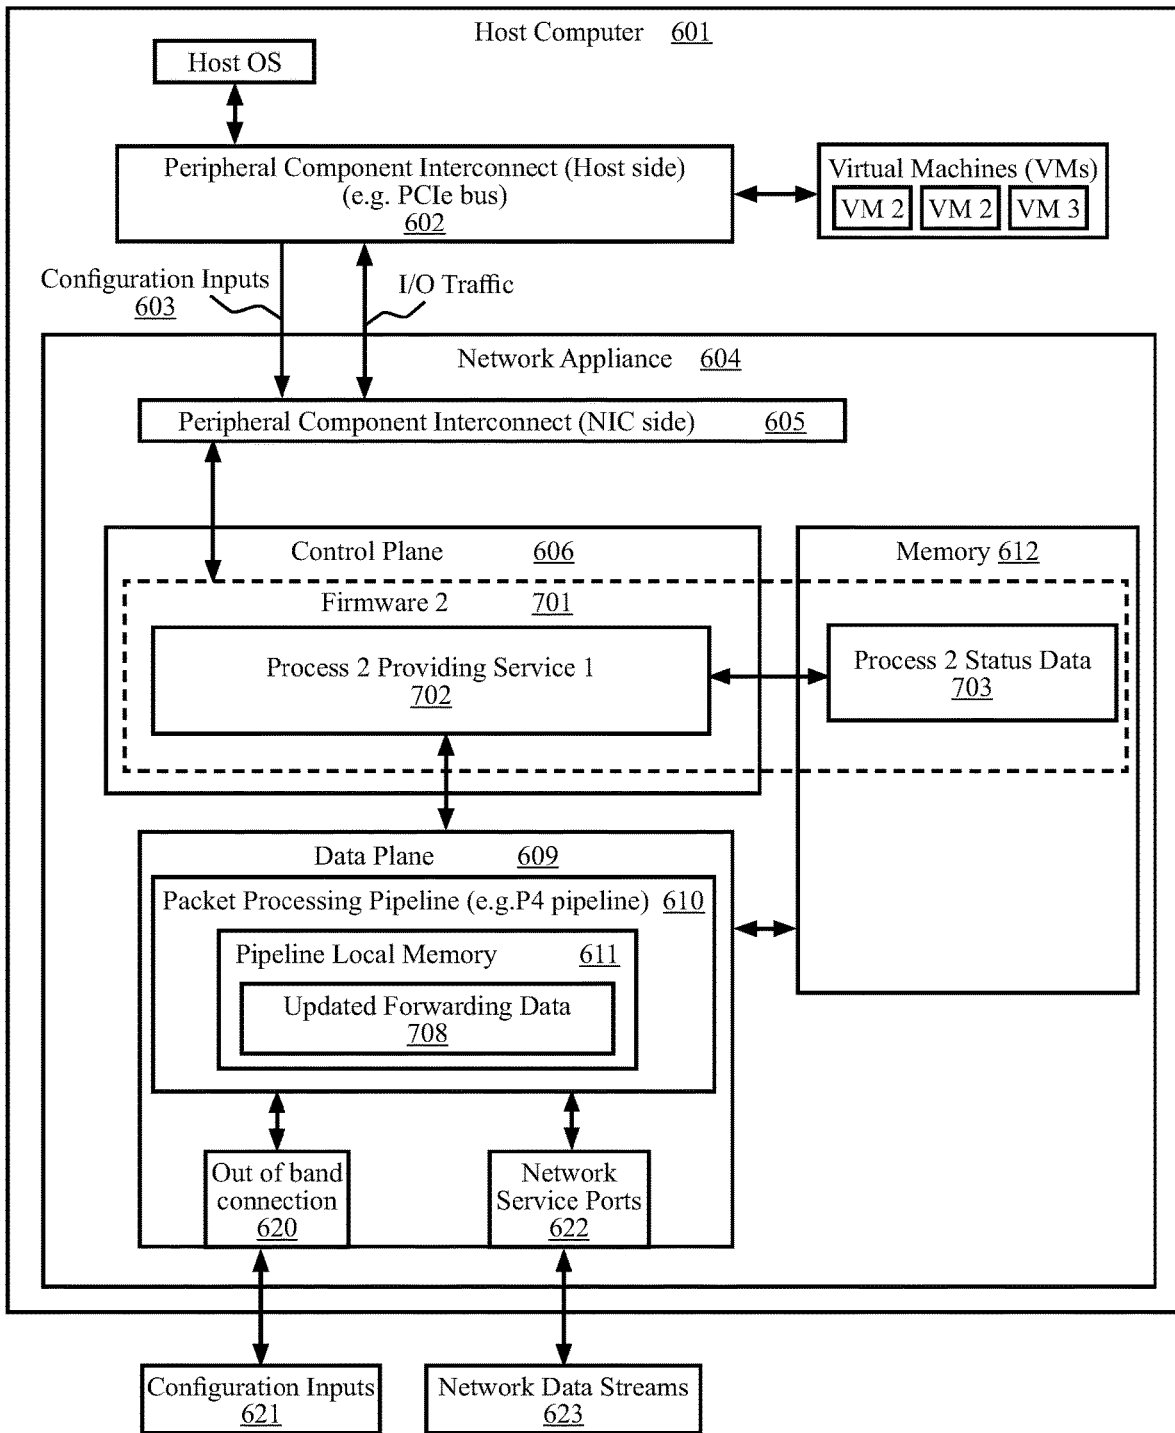 Host Computer 601
Host OS
Peripheral Component Interconnect (Host side)
(e.g. PCIe bus)
602
Virtual Machines (VMs)
VM 2 VM 2 VM 3
Configuration Inputs
603
I/O Traffic
Network Appliance 604
Peripheral Component Interconnect (NIC side) 605
Control Plane 606
Memory 612
Firmware 2 701
Process 2 Providing Service 1
702
Process 2 Status Data
703
Data Plane 609
Packet Processing Pipeline (e.g.P4 pipeline) 610
Pipeline Local Memory 611
Updated Forwarding Data
708
Out of band
connection
620
Network
Service Ports
622
Configuration Inputs
621
Network Data Streams
623